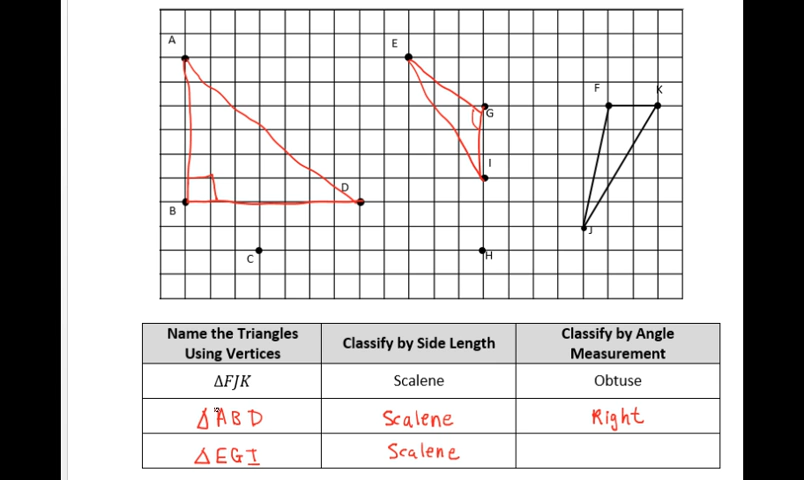 A
E
F
K
G
I
D
B
J
C
H
Name the Triangles
Using Vertices
Classify by Side Length
Classify by Angle
Measurement
ΔFJK
Scalene
Obtuse
ΔABD
Scalene
Right
ΔEGI
Scalene